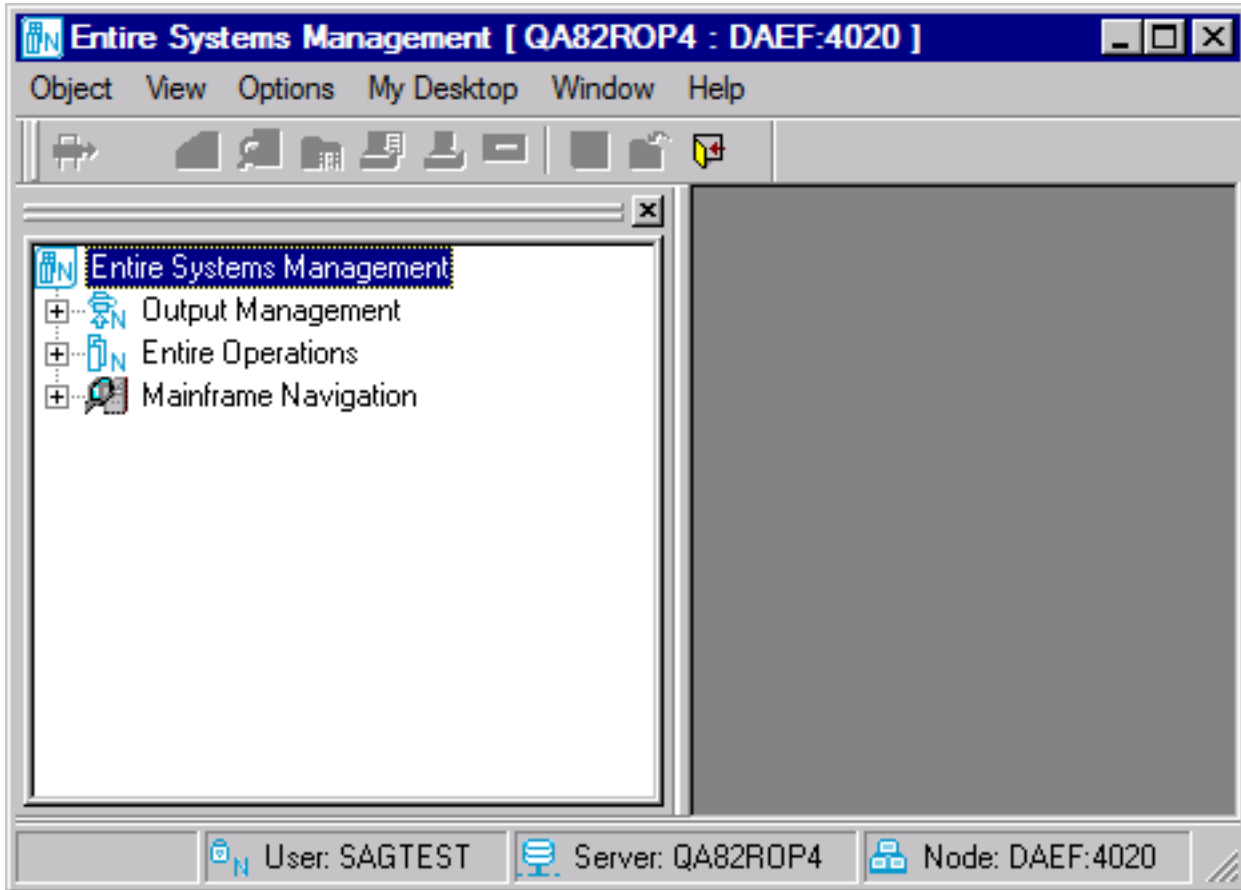 Entire Systems Management [ QA82ROP4 : DAEF:4020 ]
Object View Options My Desktop Window Help
Entire Systems Management
Output Management
Entire Operations
Mainframe Navigation
User: SAGTEST Server: QA82ROP4 Node: DAEF:4020